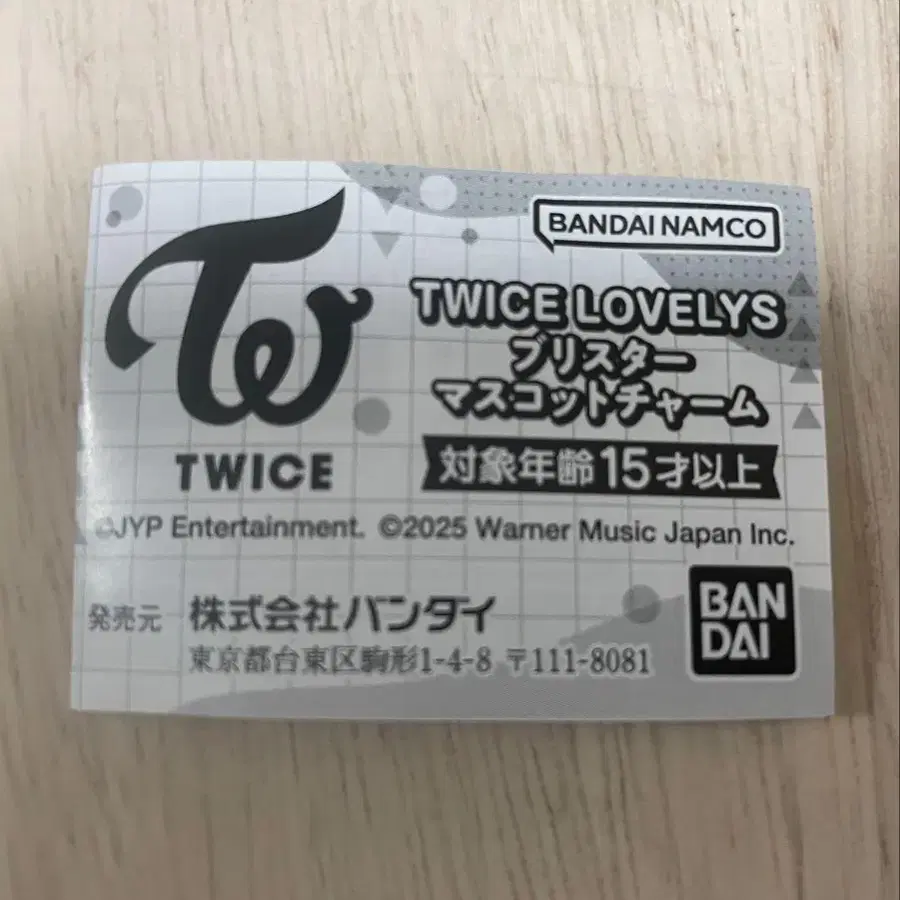 BANDAI NAMCO
TWICE LOVELYS
ブリスター
マスコットチャーム
TWICE
対象年齢15才以上
©JYP Entertainment. ©2025 Warner Music Japan Inc.
発売元 株式会社バンダイ
東京都台東区駒形1-4-8 〒111-8081
BAN
DAI